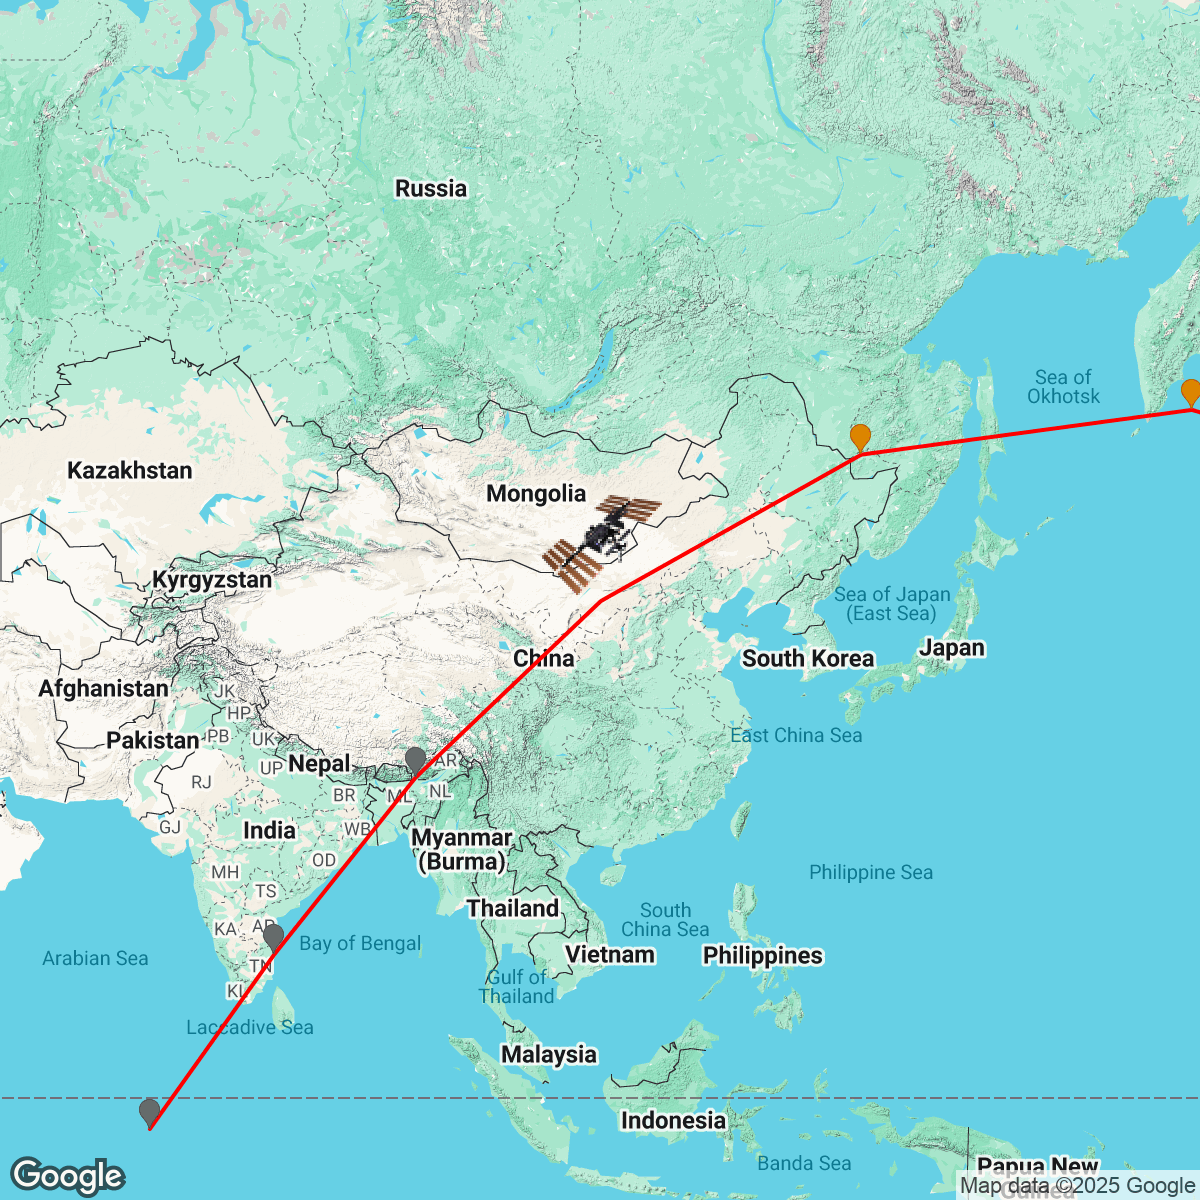 Russia
Sea of
Okhotsk
Kazakhstan
Mongolia
Kyrgyzstan
Sea of Japan
(East Sea)
Japan
China
South Korea
Afghanistan
JK
HP
Pakistan
PB
UK
East China Sea
Nepal
UP
AR
RJ
BR
ML
NL
GJ
India
WB
Myanmar
(Burma)
OD
MH
Philippine Sea
TS
Thailand
South
China Sea
KA
AP
Bay of Bengal
Arabian Sea
Vietnam
Philippines
TN
Gulf of
Thailand
KL
Laccadive Sea
Malaysia
Indonesia
Banda Sea
Papua New
Guinea
Google
Map data ©2025 Google